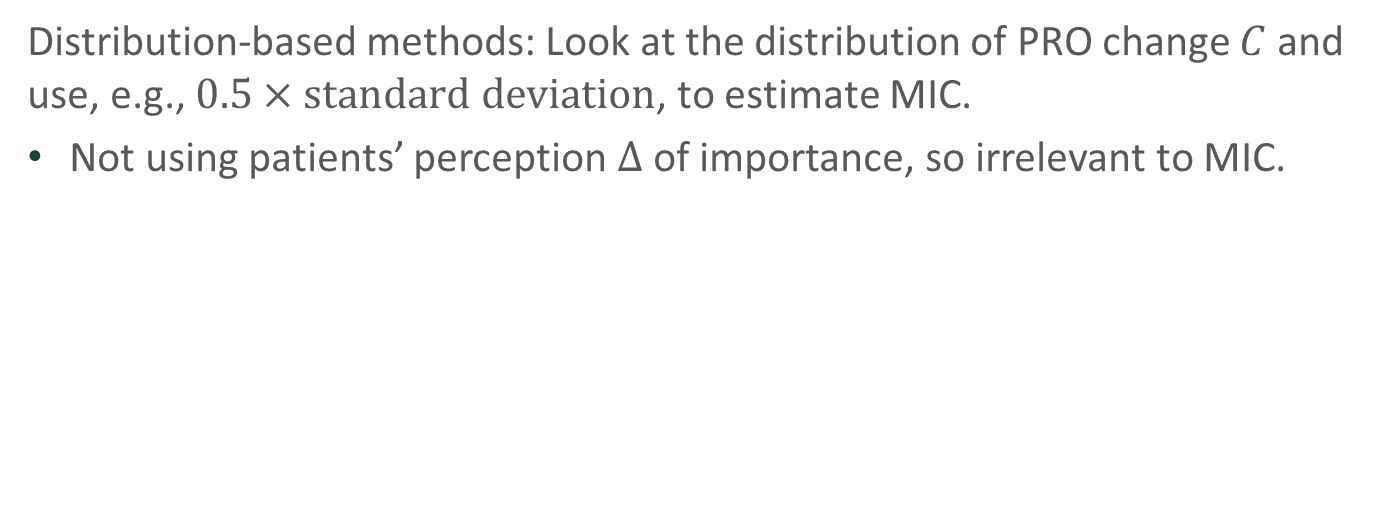 Distribution-based methods: Look at the distribution of PRO change C and
use, e.g., 0.5 × standard deviation, to estimate MIC.
• Not using patients’ perception Δ of importance, so irrelevant to MIC.